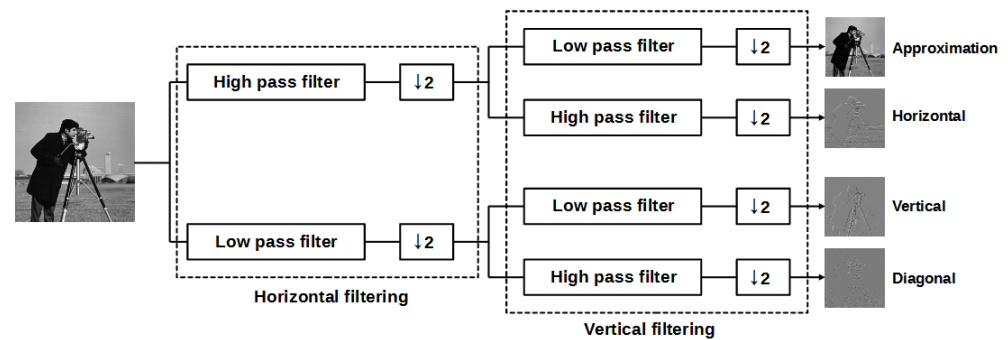 Low pass filter
↓2
Approximation
High pass filter
↓2
High pass filter
↓2
Horizontal
Low pass filter
↓2
Vertical
Low pass filter
↓2
High pass filter
↓2
Diagonal
Horizontal filtering
Vertical filtering